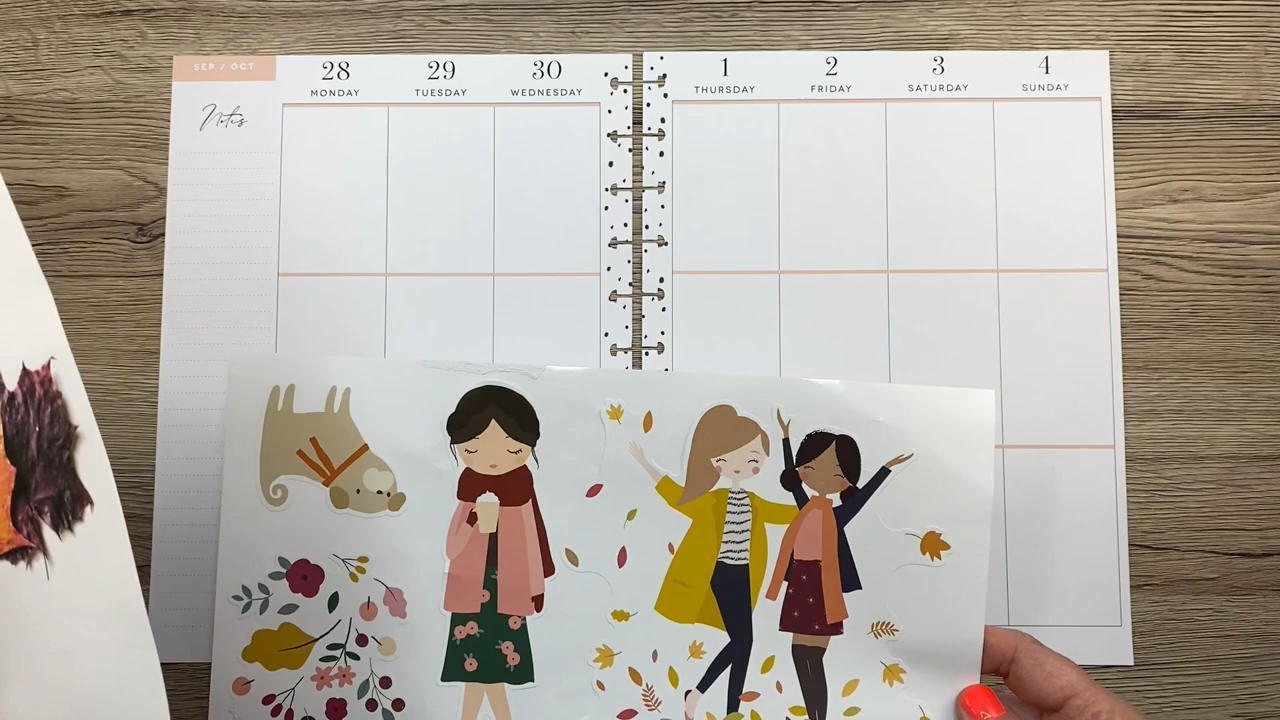 SEP / OCT
Notes
28
MONDAY
29
TUESDAY
30
WEDNESDAY
1
THURSDAY
2
FRIDAY
3
SATURDAY
4
SUNDAY